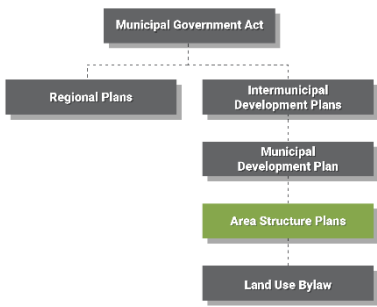 Municipal Government Act
Regional Plans
Intermunicipal
Development Plans
Municipal
Development Plan
Area Structure Plans
Land Use Bylaw